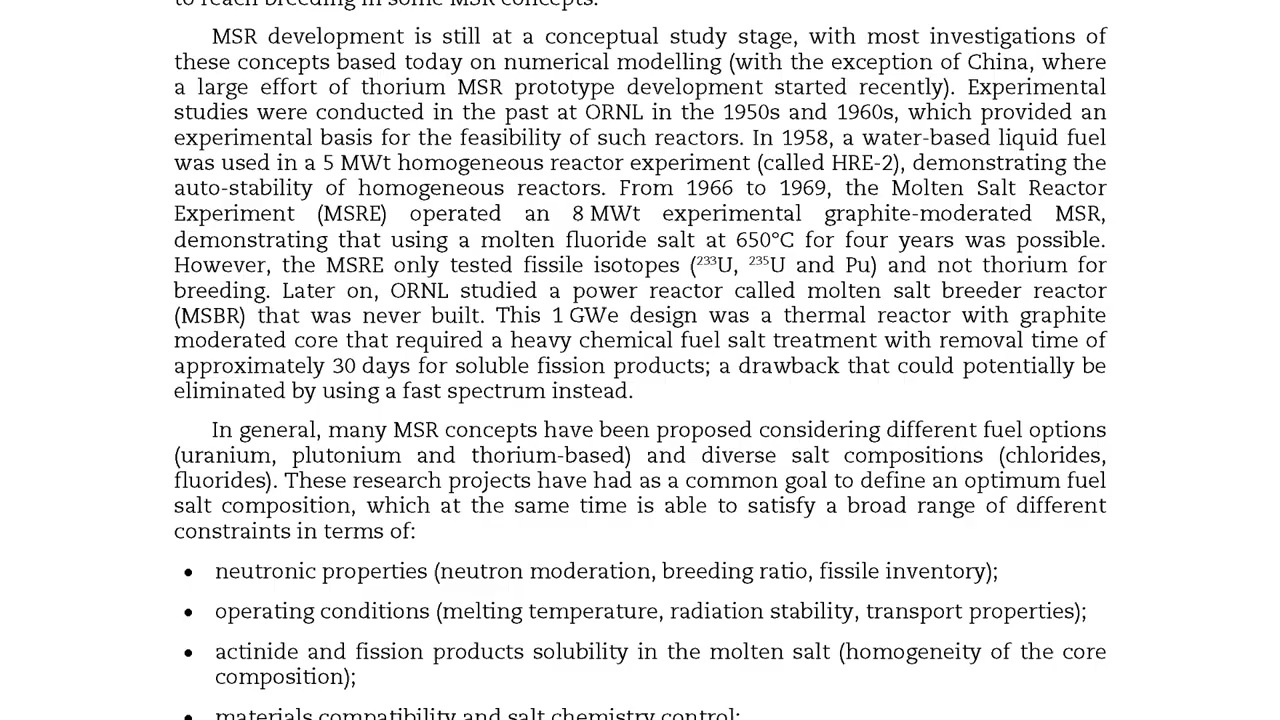 to reach breeding in some MSR concepts.
MSR development is still at a conceptual study stage, with most investigations of
these concepts based today on numerical modelling (with the exception of China, where
a large effort of thorium MSR prototype development started recently). Experimental
studies were conducted in the past at ORNL in the 1950s and 1960s, which provided an
experimental basis for the feasibility of such reactors. In 1958, a water-based liquid fuel
was used in a 5 MWt homogeneous reactor experiment (called HRE-2), demonstrating the
auto-stability of homogeneous reactors. From 1966 to 1969, the Molten Salt Reactor
Experiment (MSRE) operated an 8 MWt experimental graphite-moderated MSR,
demonstrating that using a molten fluoride salt at 650°C for four years was possible.
However, the MSRE only tested fissile isotopes (²³³U, ²³⁵U and Pu) and not thorium for
breeding. Later on, ORNL studied a power reactor called molten salt breeder reactor
(MSBR) that was never built. This 1 GWe design was a thermal reactor with graphite
moderated core that required a heavy chemical fuel salt treatment with removal time of
approximately 30 days for soluble fission products; a drawback that could potentially be
eliminated by using a fast spectrum instead.
In general, many MSR concepts have been proposed considering different fuel options
(uranium, plutonium and thorium-based) and diverse salt compositions (chlorides,
fluorides). These research projects have had as a common goal to define an optimum fuel
salt composition, which at the same time is able to satisfy a broad range of different
constraints in terms of:
• neutronic properties (neutron moderation, breeding ratio, fissile inventory);
• operating conditions (melting temperature, radiation stability, transport properties);
• actinide and fission products solubility in the molten salt (homogeneity of the core
composition);
• materials compatibility and salt chemistry control;